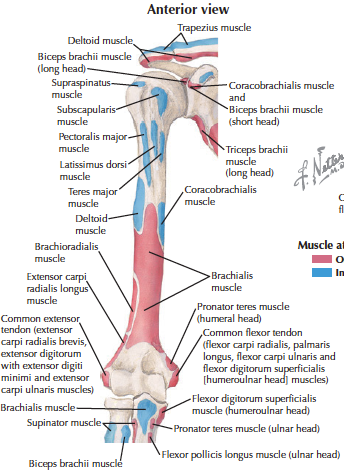 Anterior view
Trapezius muscle
Deltoid muscle
Biceps brachii muscle
(long head)
Supraspinatus
muscle
Subscapularis
muscle
Pectoralis major
muscle
Latissimus dorsi
muscle
Teres major
muscle
Deltoid
muscle
Brachioradialis
muscle
Extensor carpi
radialis longus
muscle
Common extensor
tendon (extensor
carpi radialis brevis,
extensor digitorum
with extensor digiti
minimi and extensor
carpi ulnaris muscles)
Brachialis muscle
Supinator muscle
Biceps brachii muscle
Coracobrachialis muscle
and
Biceps brachii muscle
(short head)
Triceps brachii
muscle
(long head)
Coracobrachialis
muscle
Brachialis
muscle
Pronator teres muscle
(humeral head)
Common flexor tendon
(flexor carpi radialis, palmaris
longus, flexor carpi ulnaris and
flexor digitorum superficialis
[humeroulnar head] muscles)
Flexor digitorum superficialis
muscle (humeroulnar head)
Pronator teres muscle (ulnar head)
Flexor pollicis longus muscle (ulnar head)
f. Netter
M.D.
C
fl
Muscle a
O
In